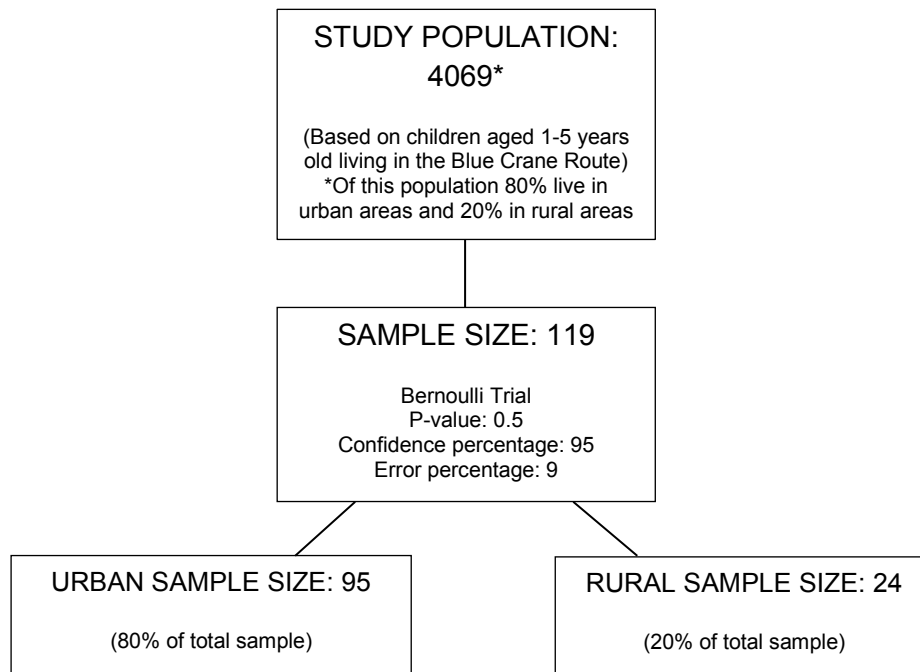 STUDY POPULATION:
4069*
(Based on children aged 1-5 years
old living in the Blue Crane Route)
*Of this population 80% live in
urban areas and 20% in rural areas
SAMPLE SIZE: 119
Bernoulli Trial
P-value: 0.5
Confidence percentage: 95
Error percentage: 9
URBAN SAMPLE SIZE: 95
(80% of total sample)
RURAL SAMPLE SIZE: 24
(20% of total sample)